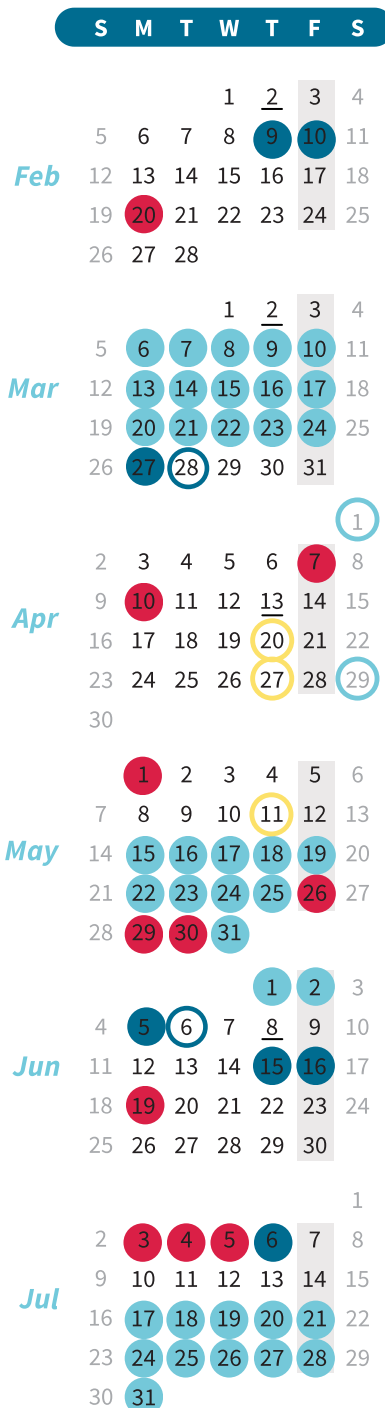 S M T W T F S
1 2 3 4
5 6 7 8 9 10 11
Feb 12 13 14 15 16 17 18
19 20 21 22 23 24 25
26 27 28
1 2 3 4
5 6 7 8 9 10 11
Mar 12 13 14 15 16 17 18
19 20 21 22 23 24 25
26 27 28 29 30 31
1
2 3 4 5 6 7 8
Apr 9 10 11 12 13 14 15
16 17 18 19 20 21 22
23 24 25 26 27 28 29
30
1 2 3 4 5 6
7 8 9 10 11 12 13
May 14 15 16 17 18 19 20
21 22 23 24 25 26 27
28 29 30 31
1 2 3
4 5 6 7 8 9 10
Jun 11 12 13 14 15 16 17
18 19 20 21 22 23 24
25 26 27 28 29 30
1
2 3 4 5 6 7 8
9 10 11 12 13 14 15
Jul 16 17 18 19 20 21 22
23 24 25 26 27 28 29
30 31